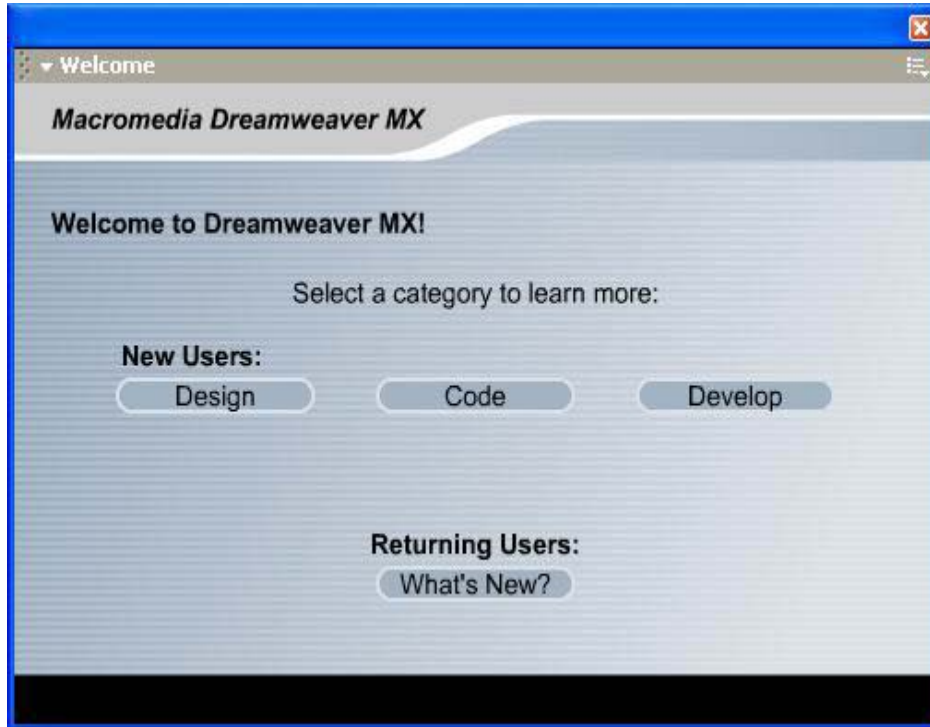 Welcome
Macromedia Dreamweaver MX
Welcome to Dreamweaver MX!
Select a category to learn more:
New Users:
Design Code Develop
Returning Users:
What's New?